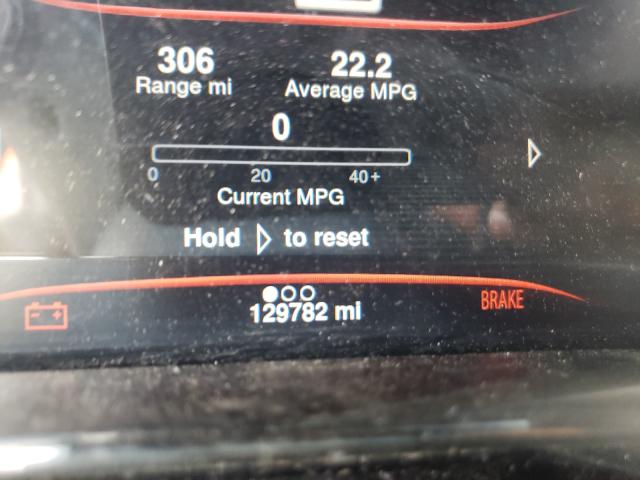 306 22.2
Range mi Average MPG
0
0 20 40+
Current MPG
Hold ▷ to reset
129782 mi BRAKE